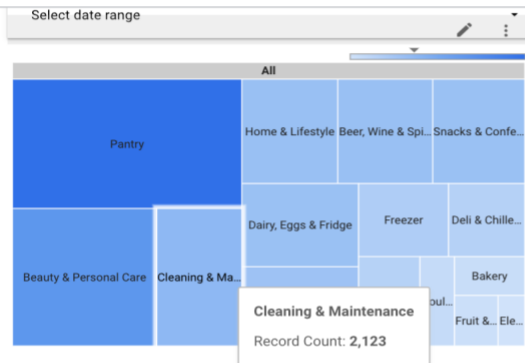 Select date range
All
Pantry
Home & Lifestyle
Beer, Wine & Spi...
Snacks & Confe...
Dairy, Eggs & Fridge
Freezer
Deli & Chille...
Beauty & Personal Care
Cleaning & Ma...
Bakery
Fruit &...
Ele...
Cleaning & Maintenance
Record Count: 2,123